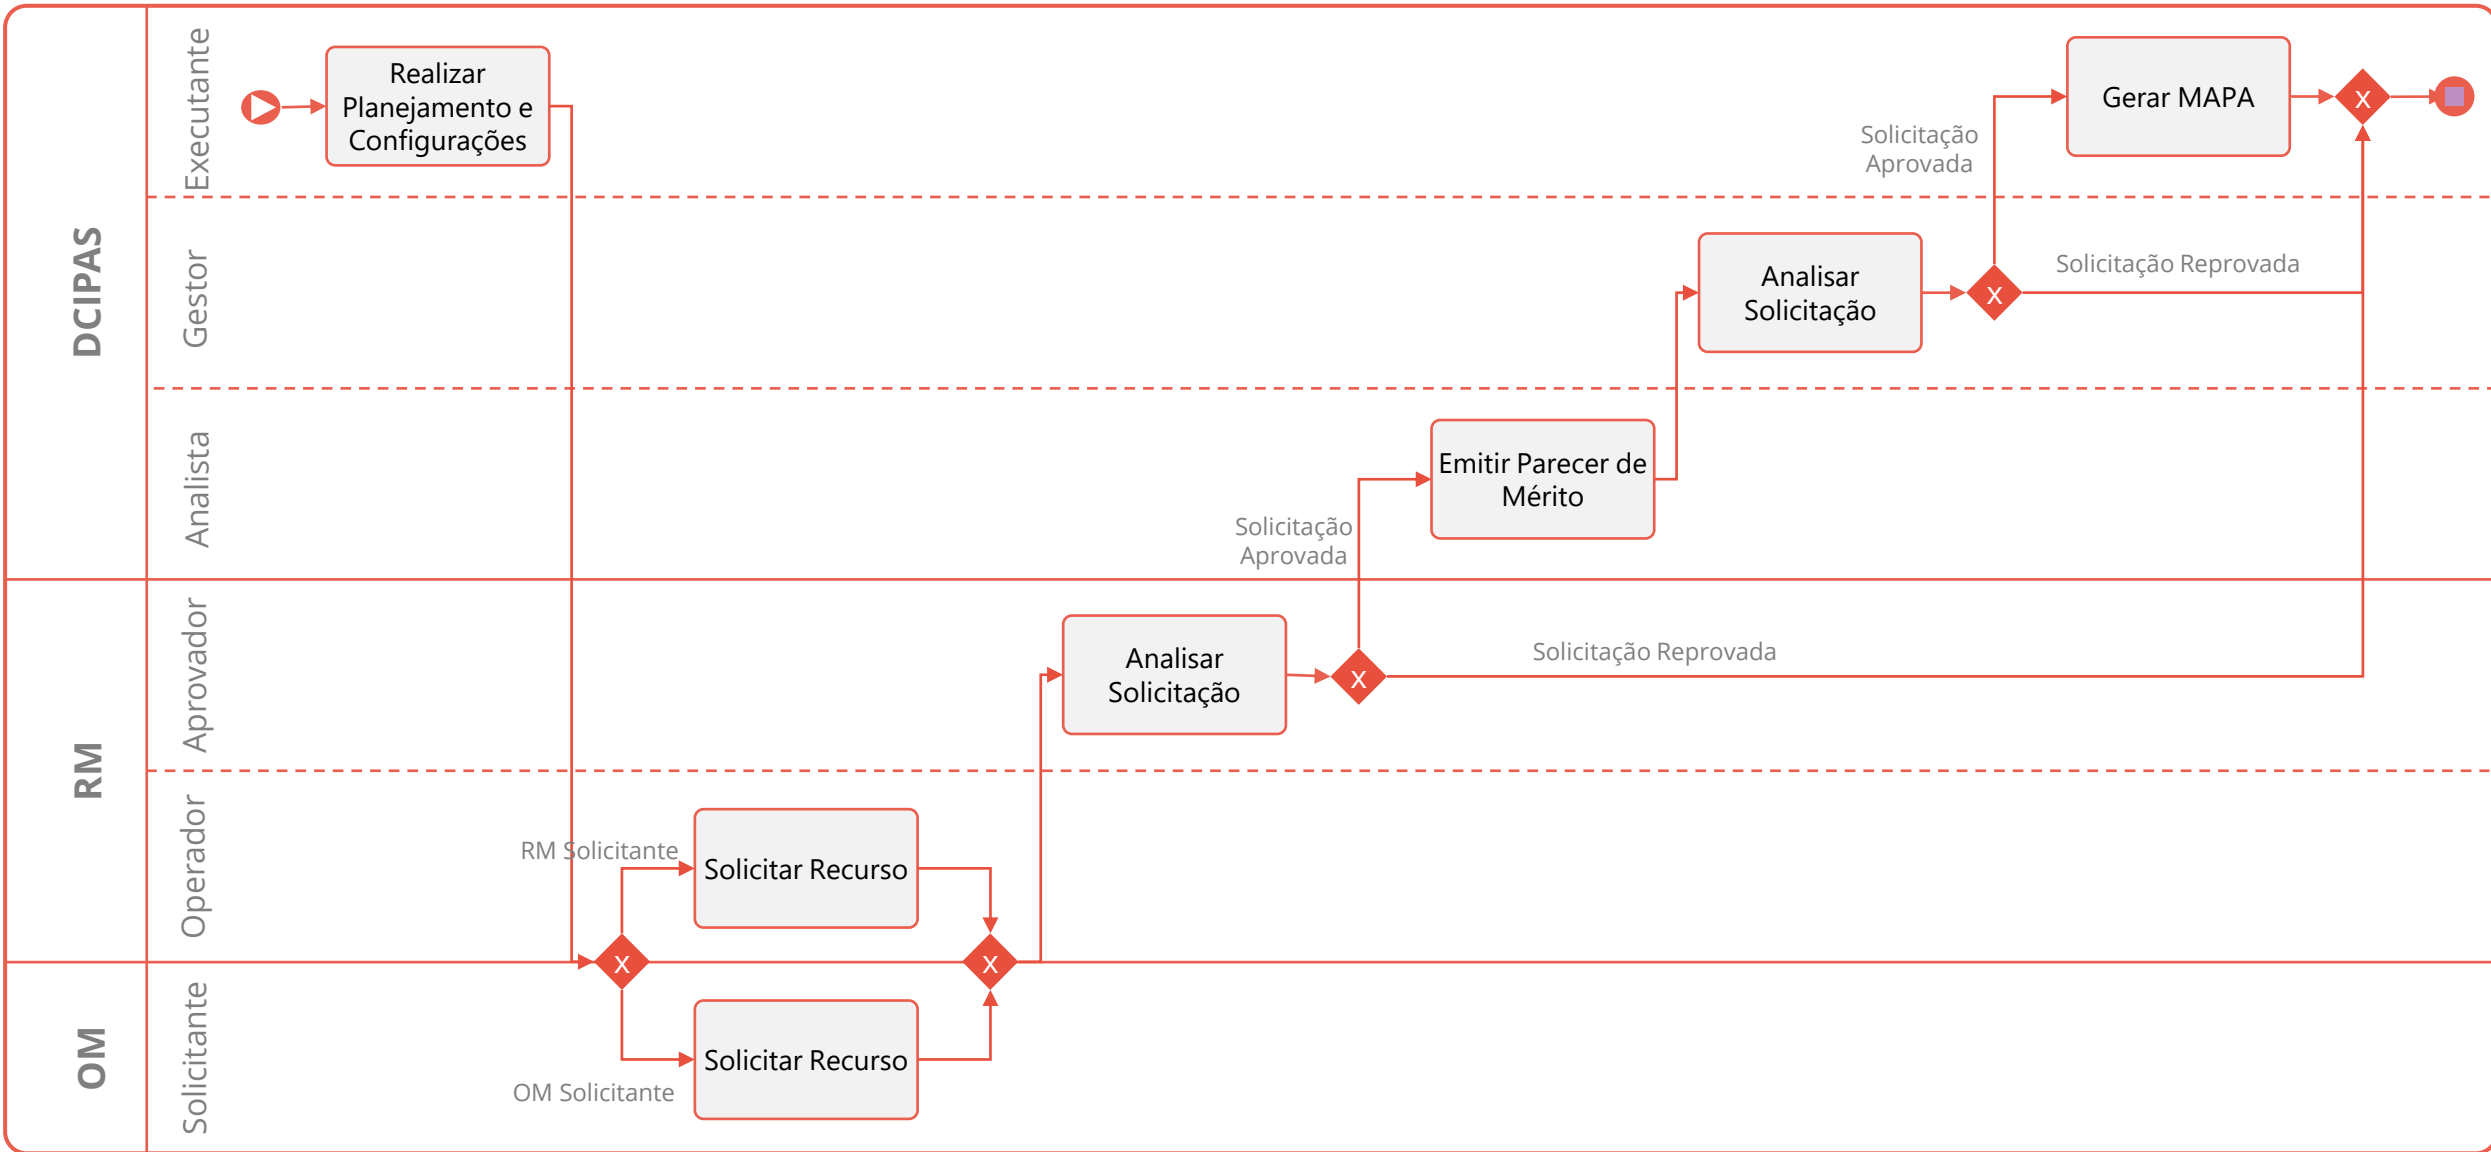 DCIPAS
Executante
Realizar
Planejamento e
Configurações
Solicitação
Aprovada
Gerar MAPA
X
Gestor
Analisar
Solicitação
X
Solicitação Reprovada
Analista
Emitir Parecer de
Mérito
Solicitação
Aprovada
RM
Aprovador
Analisar
Solicitação
X
Solicitação Reprovada
Operador
RM Solicitante
Solicitar Recurso
X
X
OM
Solicitante
OM Solicitante
Solicitar Recurso